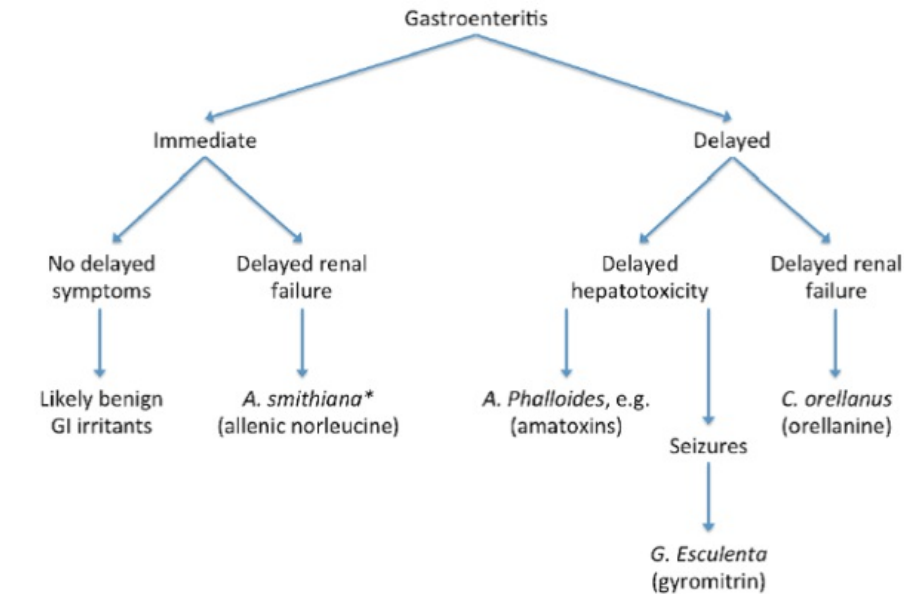 Gastroenteritis
Immediate
Delayed
No delayed
symptoms
Delayed renal
failure
Delayed
hepatotoxicity
Delayed renal
failure
Likely benign
GI irritants
A. smithiana*
(allenic norleucine)
A. Phalloides, e.g.
(amatoxins)
C. orellanus
(orellanine)
Seizures
G. Esculenta
(gyromitrin)